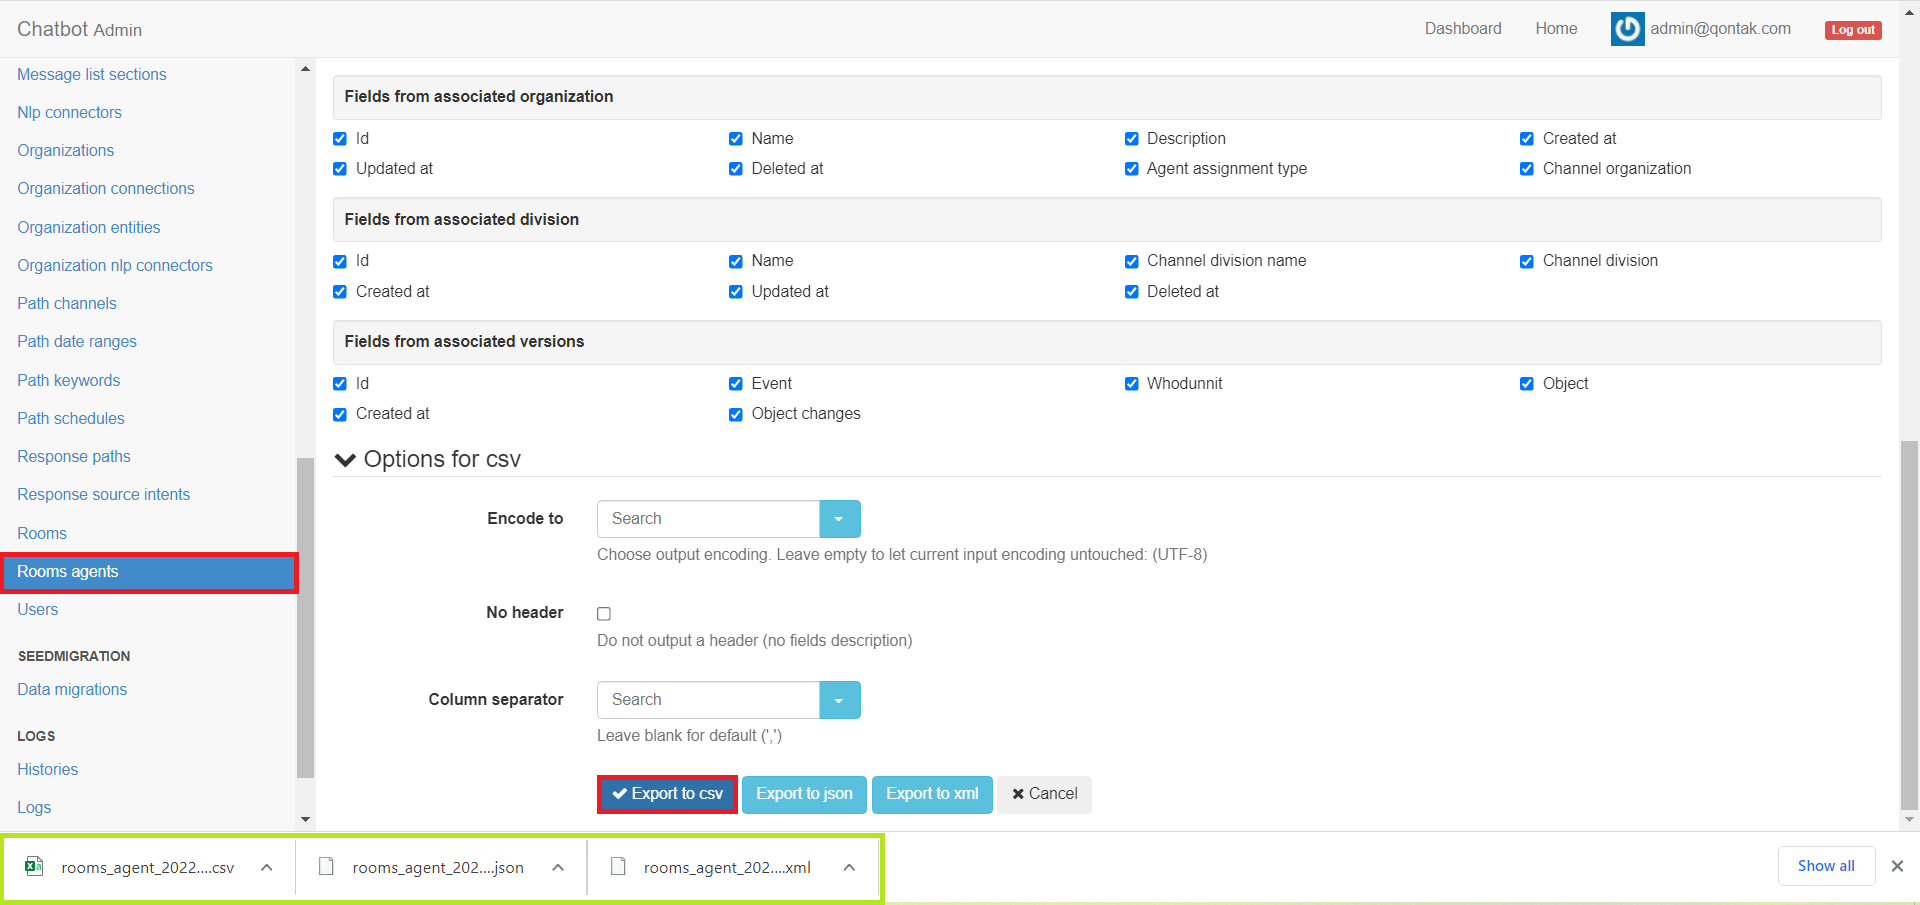 Chatbot Admin
Dashboard
Home
admin@qontak.com
Log out
Message list sections
Nlp connectors
Organizations
Organization connections
Organization entities
Organization nlp connectors
Path channels
Path date ranges
Path keywords
Path schedules
Response paths
Response source intents
Rooms
Rooms agents
Users
SEEDMIGRATION
Data migrations
LOGS
Histories
Logs
Fields from associated organization
Id
Name
Description
Created at
Updated at
Deleted at
Agent assignment type
Channel organization
Fields from associated division
Id
Name
Channel division name
Channel division
Created at
Updated at
Deleted at
Fields from associated versions
Id
Event
Whodunnit
Object
Created at
Object changes
Options for csv
Encode to
Search
Choose output encoding. Leave empty to let current input encoding untouched: (UTF-8)
No header
Do not output a header (no fields description)
Column separator
Search
Leave blank for default (',')
Export to csv
Export to json
Export to xml
Cancel
rooms_agent_2022....csv
rooms_agent_202....json
rooms_agent_202....xml
Show all